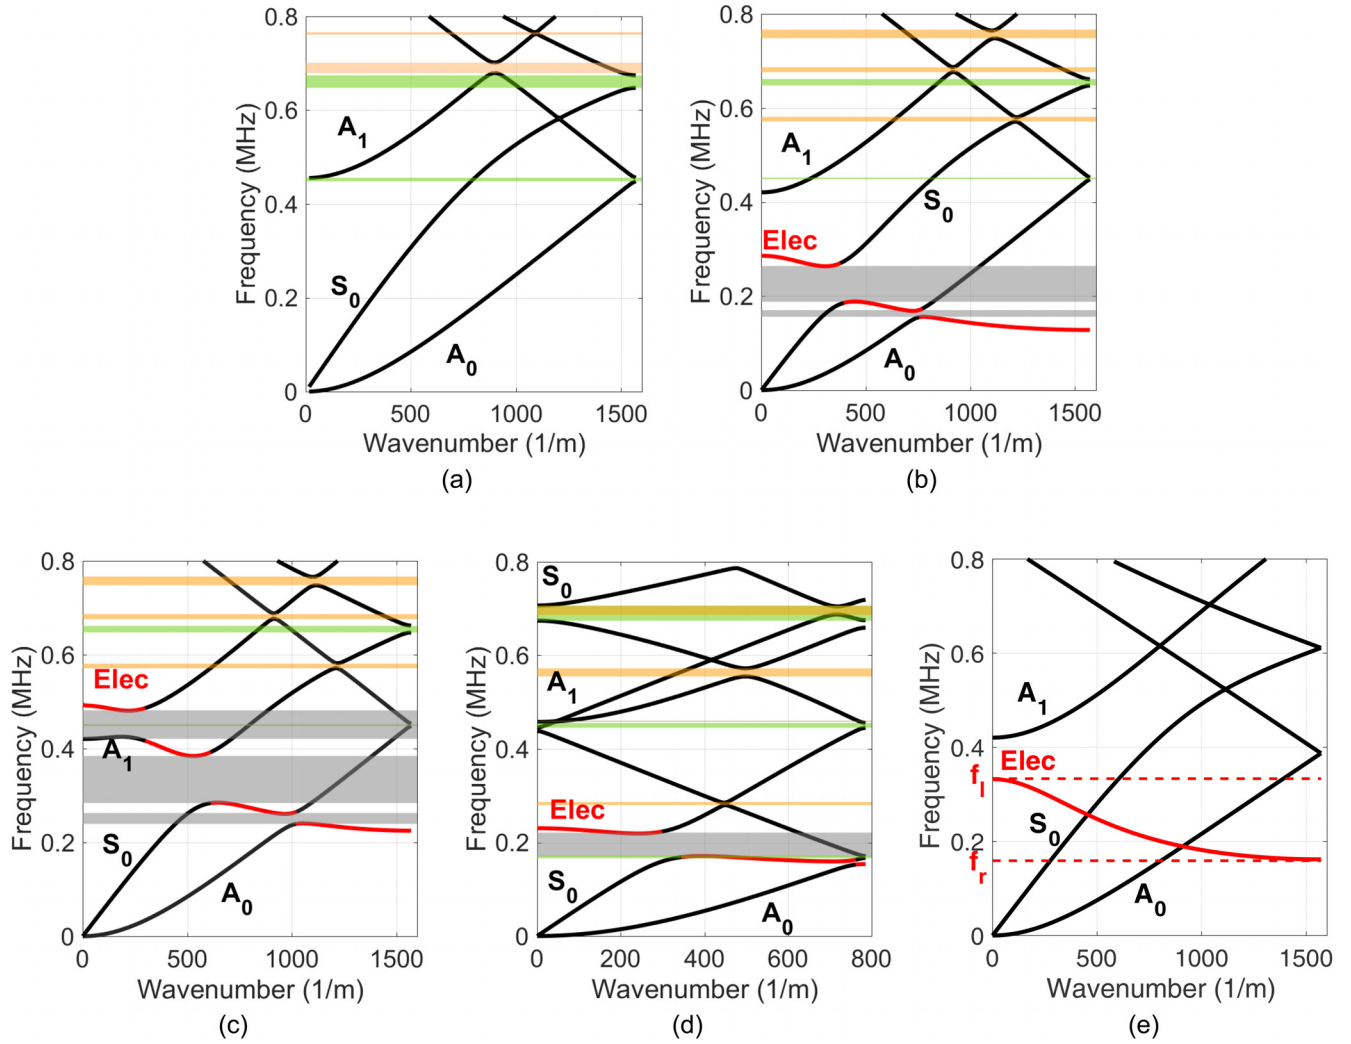 0.8
0.6
0.4
0.2
0
Frequency (MHz)
A1
S0
A0
0 500 1000 1500
Wavenumber (1/m)
(a)
0.8
0.6
0.4
0.2
0
Frequency (MHz)
A1
S0
Elec
A0
0 500 1000 1500
Wavenumber (1/m)
(b)
0.8
0.6
0.4
0.2
0
Frequency (MHz)
Elec
A1
S0
A0
0 500 1000 1500
Wavenumber (1/m)
(c)
0.8
0.6
0.4
0.2
0
Frequency (MHz)
S0
A1
Elec
S0
A0
0 200 400 600 800
Wavenumber (1/m)
(d)
0.8
0.6
0.4
0.2
0
Frequency (MHz)
A1
Elec
fl
S0
fr
A0
0 500 1000 1500
Wavenumber (1/m)
(e)